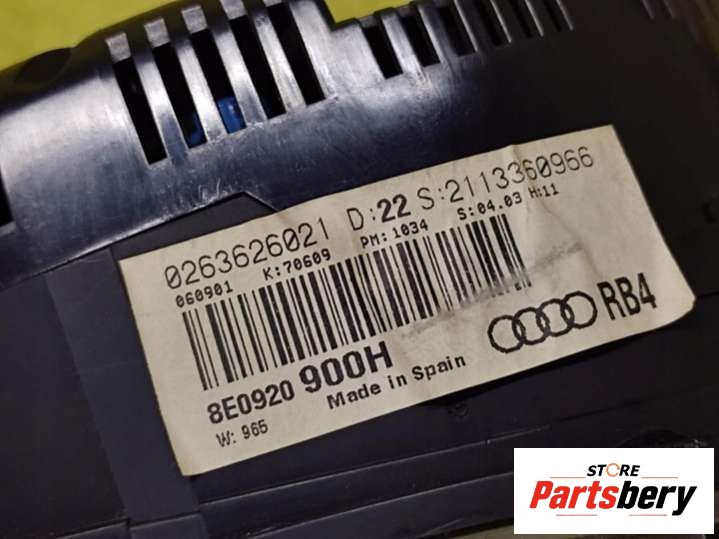 0263626021 D:22 S:2113360966
060901 K:70609 PM:1034 S:04.03 H:11
8E0920 900H RB4
W: 965 Made in Spain
STORE
Partsbery